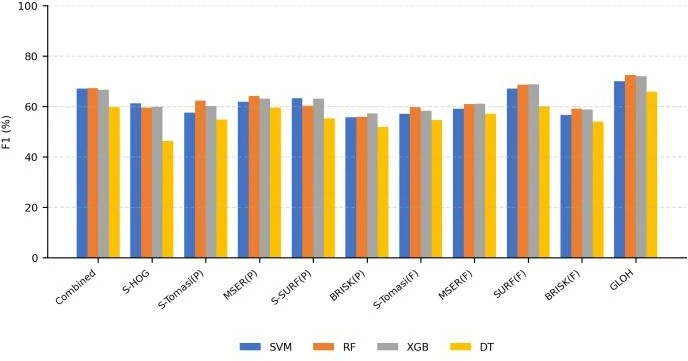 100
80
60
40
20
0
F1 (%)
Combined
S-HOG
S-Tomasi(P)
MSER(P)
S-SURF(P)
BRISK(P)
S-Tomasi(F)
MSER(F)
SURF(F)
BRISK(F)
GLOH
SVM RF XGB DT